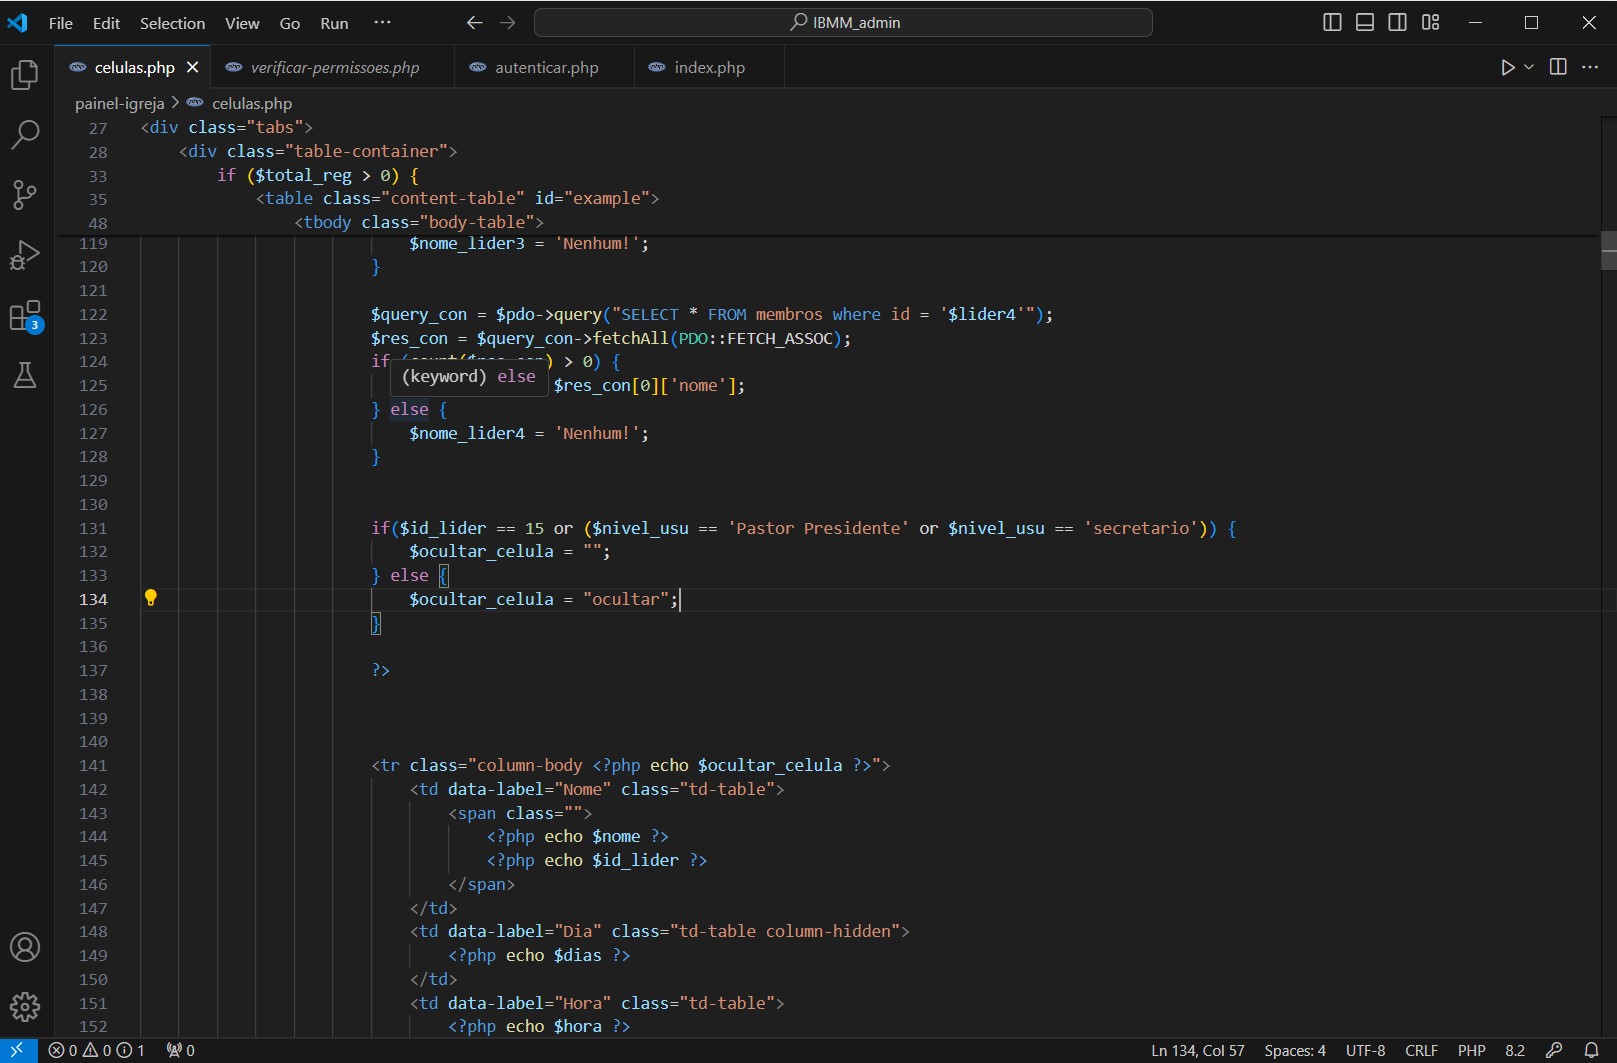 File Edit Selection View Go Run ··· IBMM_admin
celulas.php verificar-permissoes.php autenticar.php index.php
painel-igreja > celulas.php
27 <div class="tabs">
28 <div class="table-container">
33 if ($total_reg > 0) {
35 <table class="content-table" id="example">
48 <tbody class="body-table">
119 $nome_lider3 = 'Nenhum!';
120 }
121
122 $query_con = $pdo->query("SELECT * FROM membros where id = '$lider4'");
123 $res_con = $query_con->fetchAll(PDO::FETCH_ASSOC);
124 if (count($res_con) > 0) {
(keyword) else
125 $res_con[0]['nome'];
126 } else {
127 $nome_lider4 = 'Nenhum!';
128 }
129
130
131 if($id_lider == 15 or ($nivel_usu == 'Pastor Presidente' or $nivel_usu == 'secretario')) {
132 $ocultar_celula = "";
133 } else {
134 $ocultar_celula = "ocultar";
135 }
136
137 ?>
138
139
140
141 <tr class="column-body <?php echo $ocultar_celula ?>">
142 <td data-label="Nome" class="td-table">
143 <span class="">
144 <?php echo $nome ?>
145 <?php echo $id_lider ?>
146 </span>
147 </td>
148 <td data-label="Dia" class="td-table column-hidden">
149 <?php echo $dias ?>
150 </td>
151 <td data-label="Hora" class="td-table">
152 <?php echo $hora ?>
3
0 0 1 0 Ln 134, Col 57 Spaces: 4 UTF-8 CRLF PHP 8.2